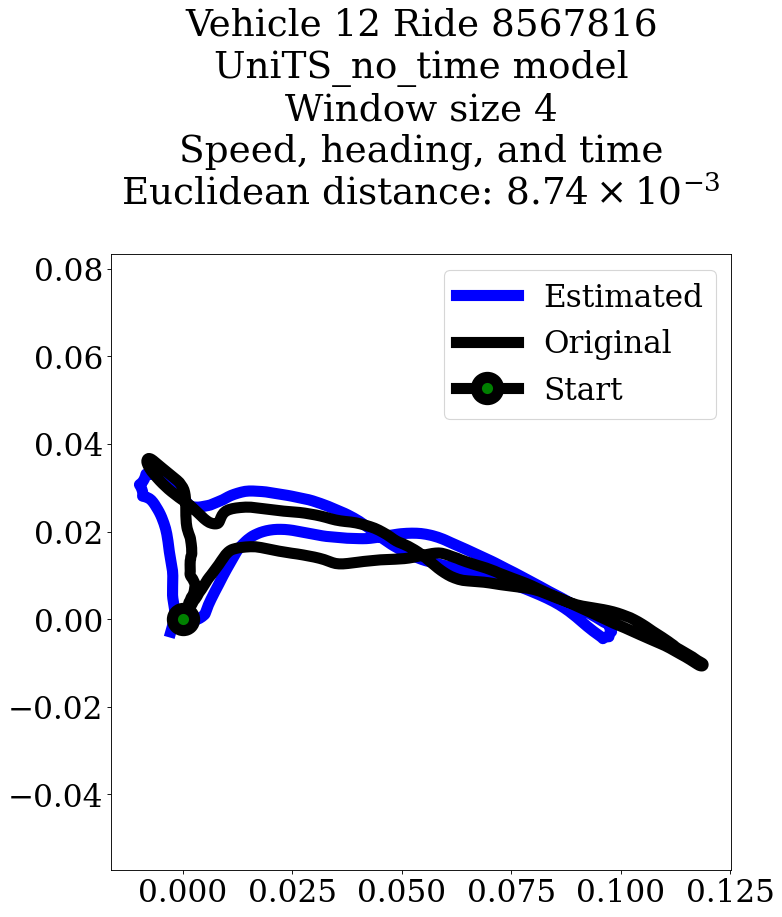 Vehicle 12 Ride 8567816
UniTS_no_time model
Window size 4
Speed, heading, and time
Euclidean distance: 8.74 × 10⁻³
Estimated
Original
Start
0.08
0.06
0.04
0.02
0.00
−0.02
−0.04
0.000 0.025 0.050 0.075 0.100 0.125